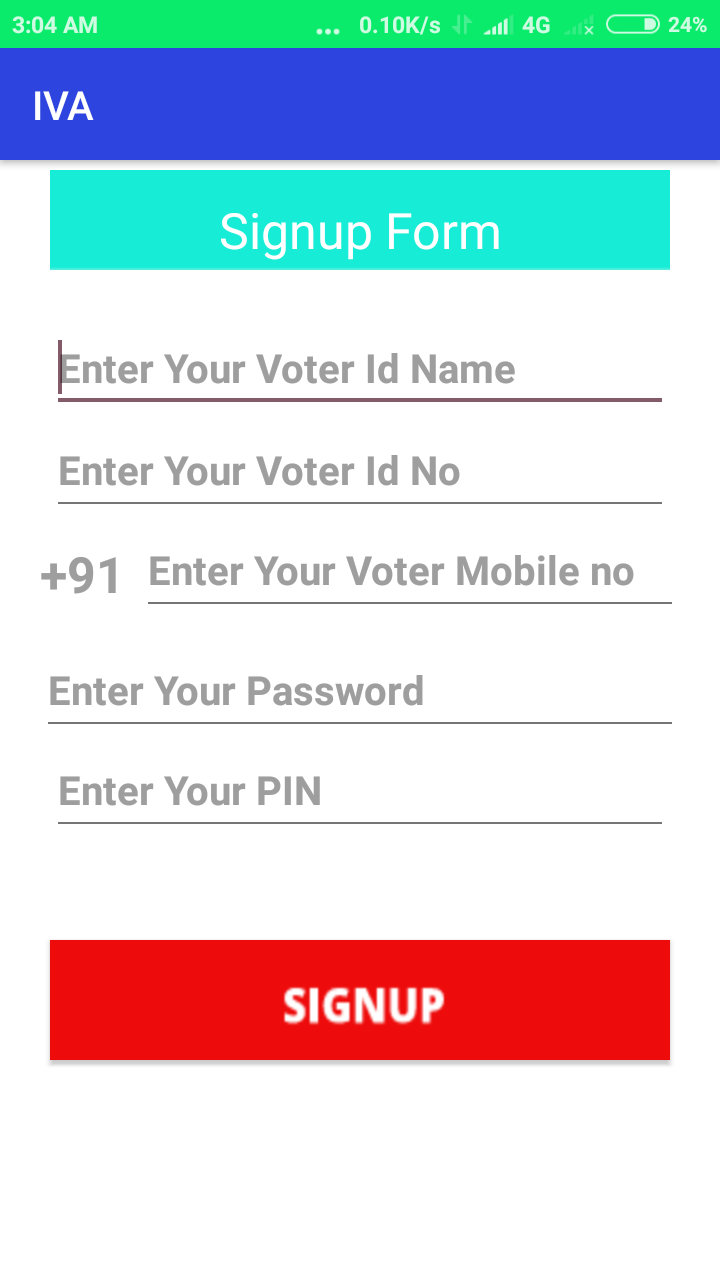 3:04 AM ... 0.10K/s 4G 24%
IVA
Signup Form
Enter Your Voter Id Name
Enter Your Voter Id No
+91 Enter Your Voter Mobile no
Enter Your Password
Enter Your PIN
SIGNUP